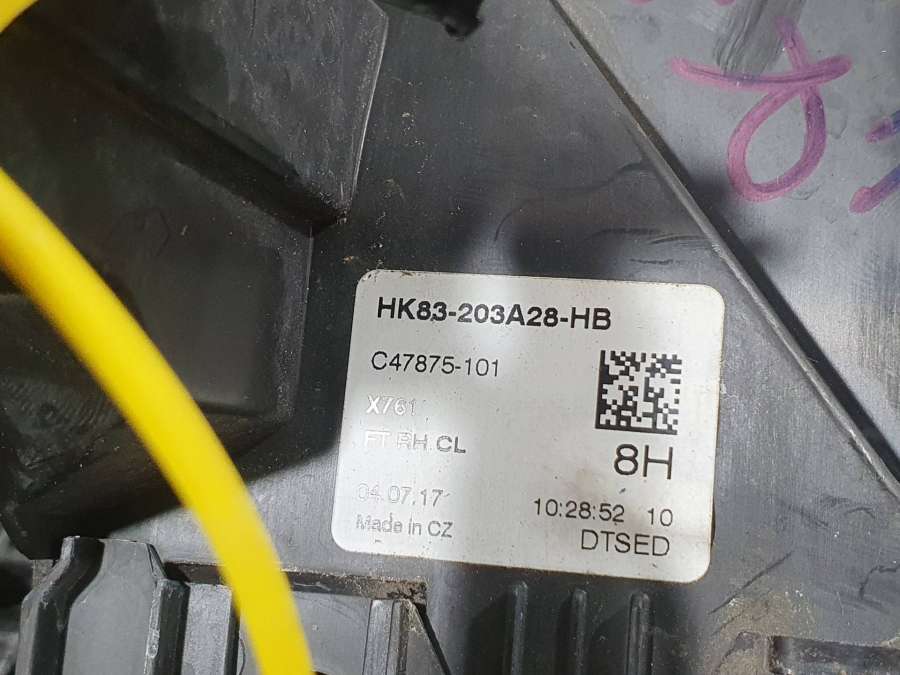 HK83-203A28-HB
C47875-101
X761
FT RH CL
8H
04.07.17
10:28:52 10
Made in CZ
DTSED